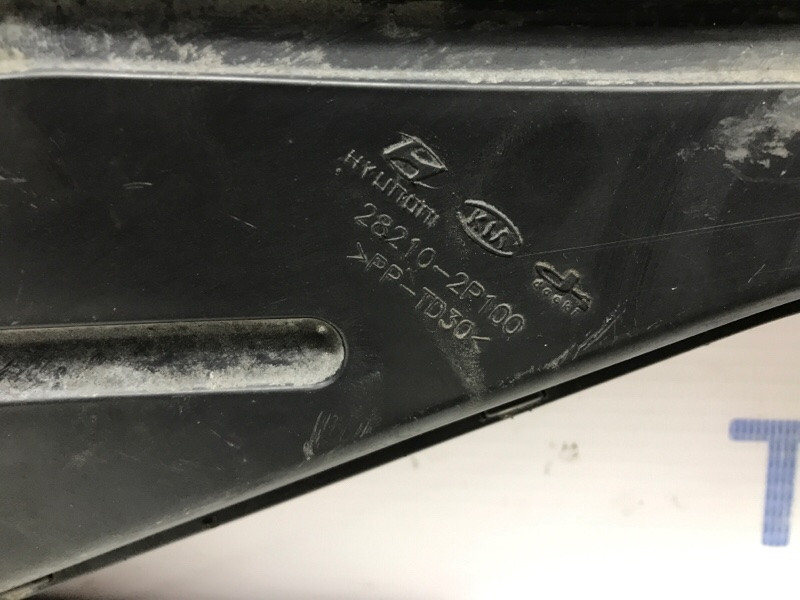 HYUNDAI
KIA
28210-2P100
>PP-TD30<
T